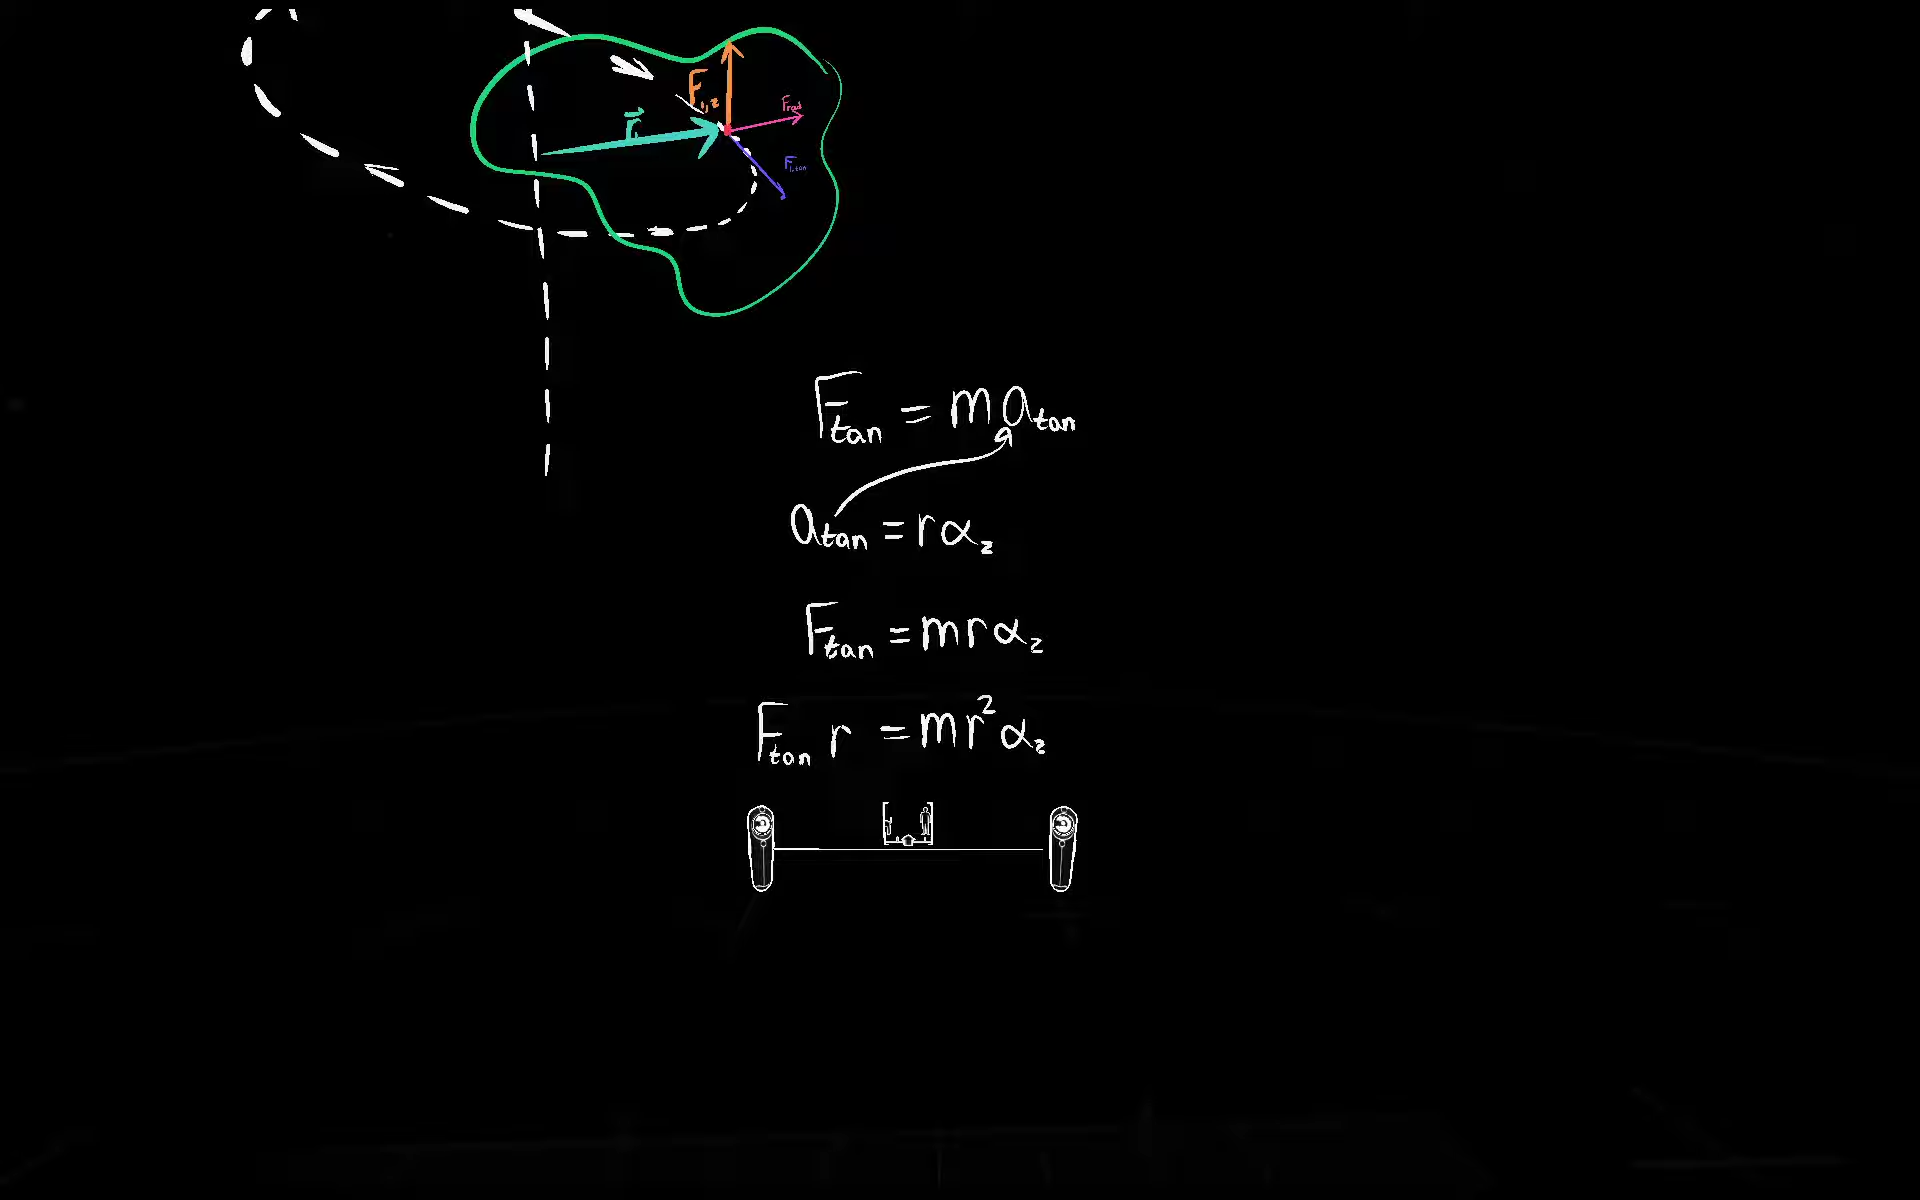 F₁,z
F_rad
r⃗₁
F₁,tan
F_tan = m a_tan
a_tan = r α_z
F_tan = m r α_z
F_tan r = m r² α_z